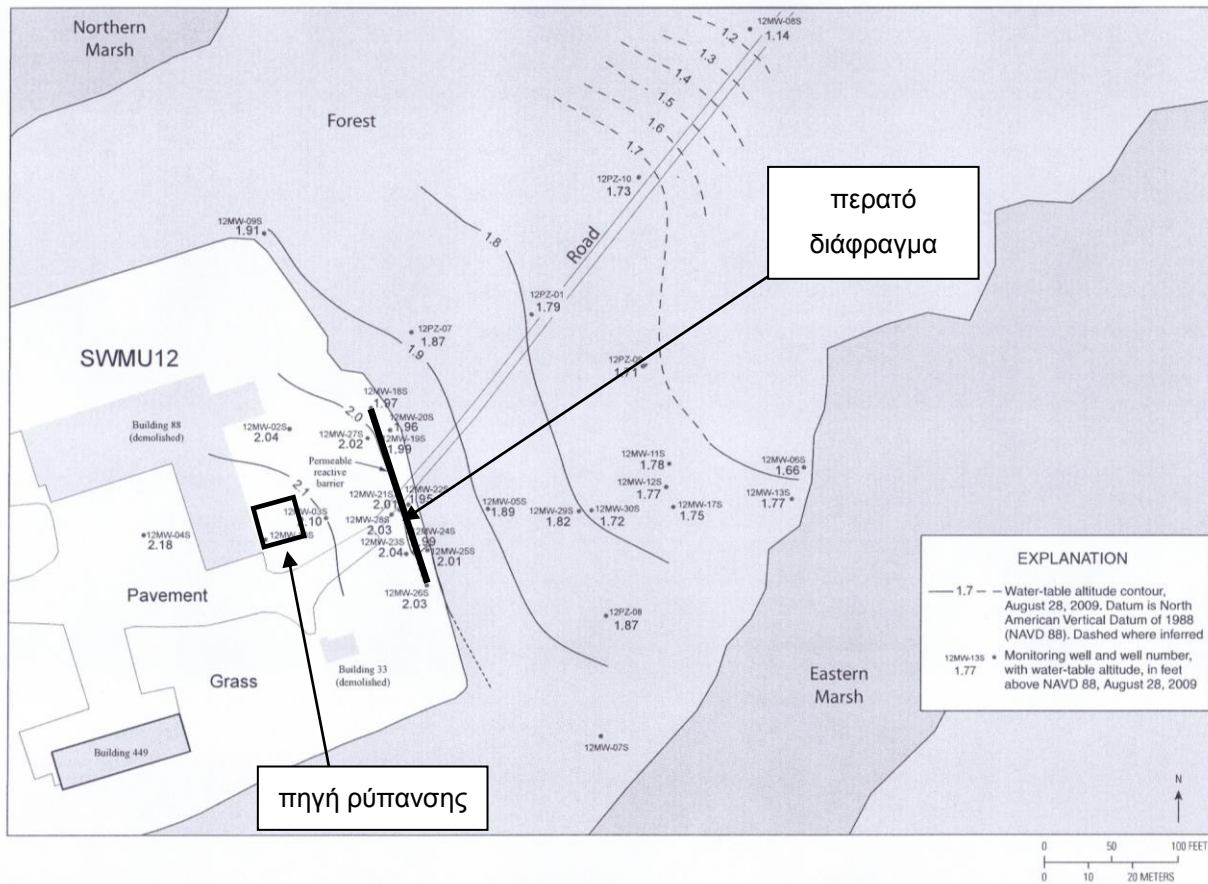 Northern
Marsh
Forest
12MW-08S
1.14
1.2
1.3
1.4
1.5
1.6
1.7
12PZ-10
1.73
περατό
διάφραγμα
Road
12MW-09S
1.91
1.8
12PZ-01
1.79
12PZ-07
1.87
1.9
SWMU12
1.71
12MW-18S
1.97
2.0
12MW-20S
1.96
12MW-19S
1.99
Building 88
(demolished)
12MW-02S
2.04
12MW-27S
2.02
Permeable
reactive
barrier
12MW-11S
1.78
12MW-06S
1.66
12MW-12S
1.77
12MW-13S
1.77
2.1
12MW-21S
2.01
12MW-22S
1.95
12MW-05S
1.89
12MW-29S
1.82
12MW-30S
1.72
12MW-17S
1.75
12MW-03S
2.10
12MW-28S
2.03
12MW-04S
2.18
12MW-24S
12MW-23S
2.04
12MW-25S
2.01
12MW-26S
2.03
Pavement
12PZ-08
1.87
Grass
Building 33
(demolished)
Eastern
Marsh
Building 449
12MW-07S
πηγή ρύπανσης
EXPLANATION
1.7 Water-table altitude contour,
August 28, 2009. Datum is North
American Vertical Datum of 1988
(NAVD 88). Dashed where inferred
12MW-13S Monitoring well and well number,
1.77 with water-table altitude, in feet
above NAVD 88, August 28, 2009
N
0 50 100 FEET
0 10 20 METERS